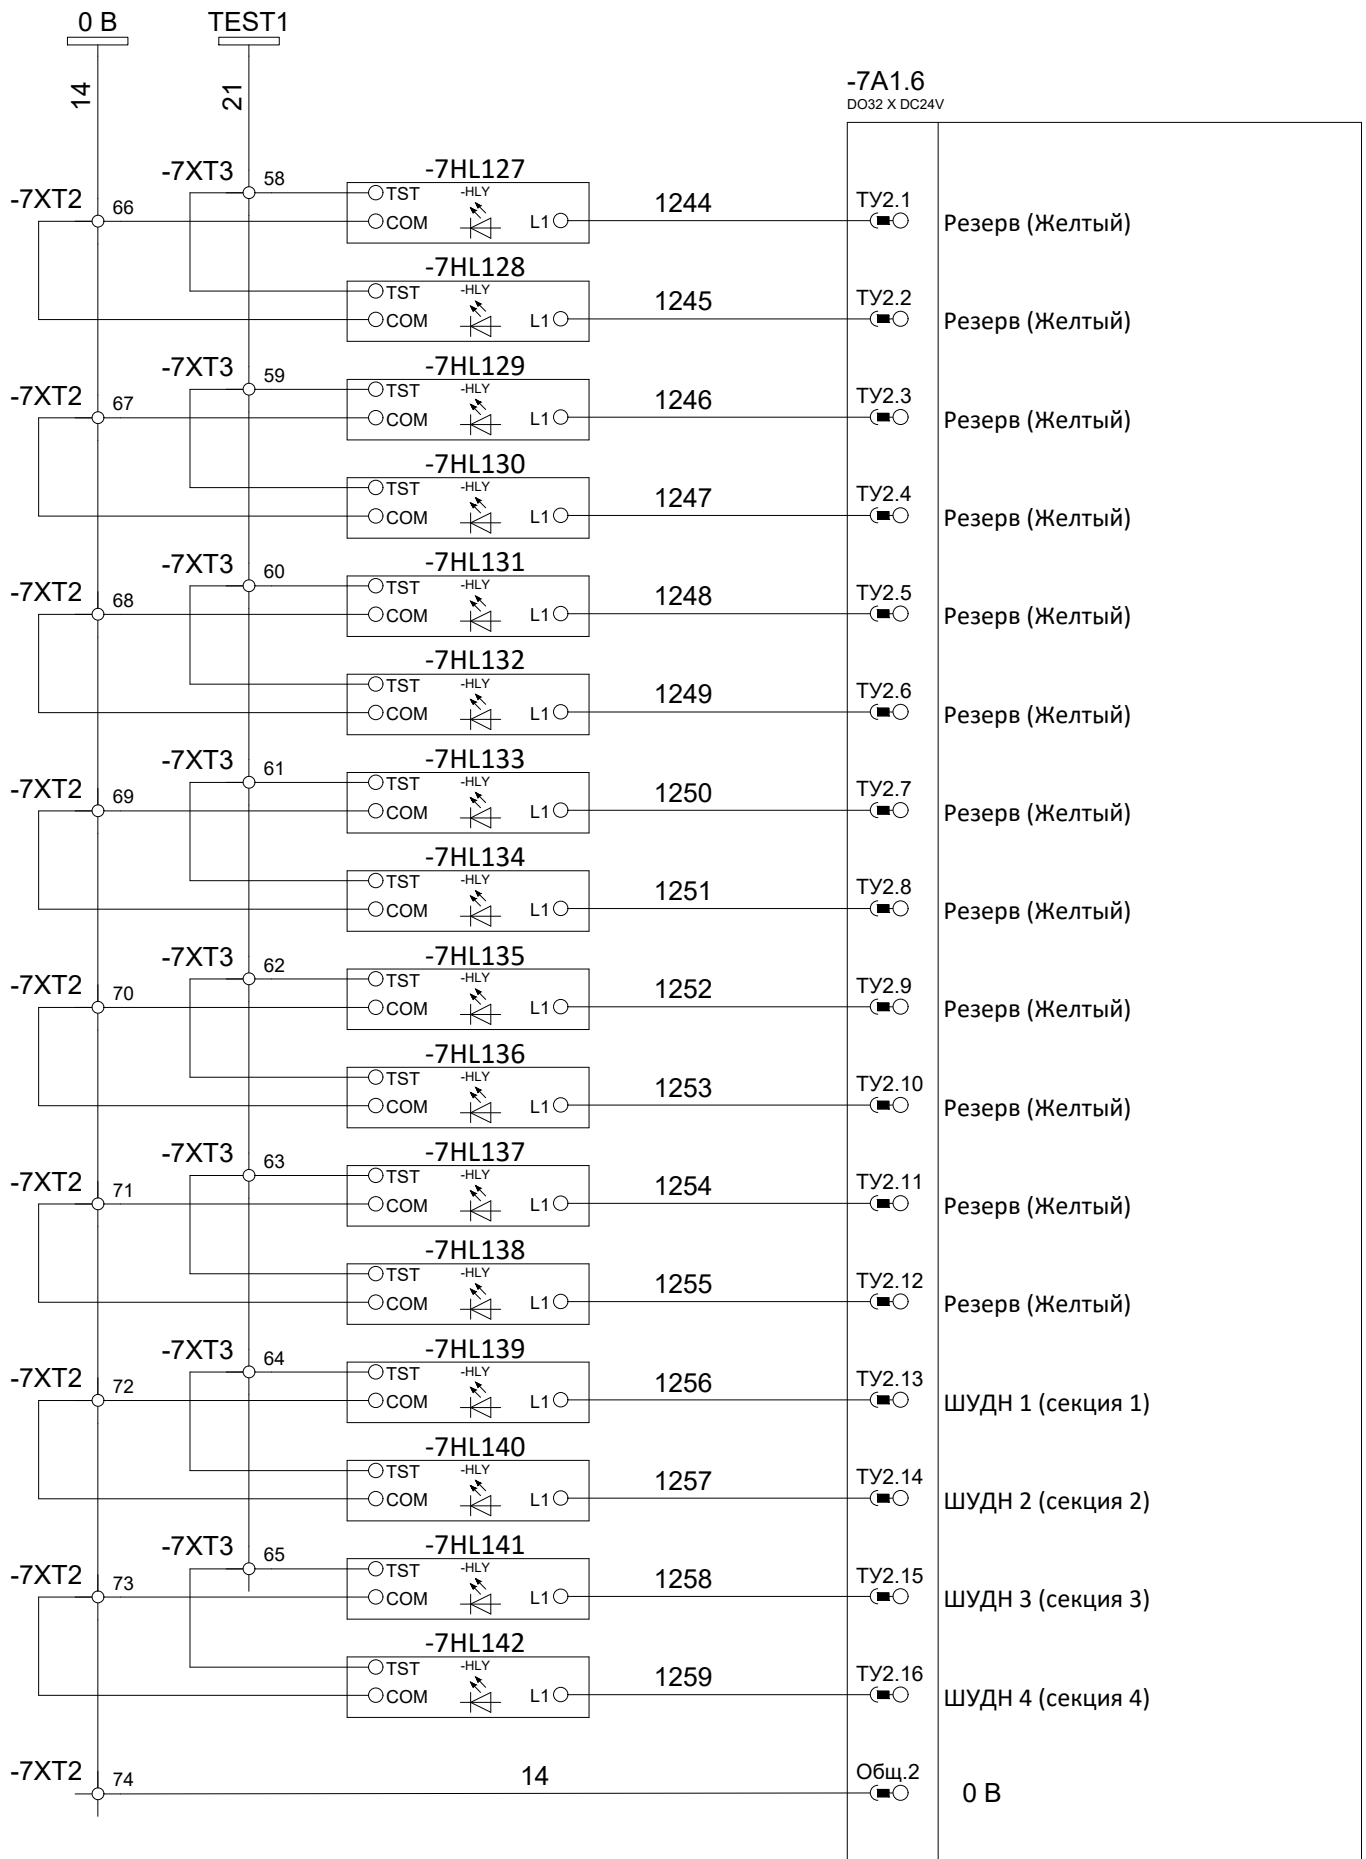 0 В TEST1
14 21
-7A1.6
DO32 X DC24V
-7XT3 58 -7HL127
-7XT2 66 TST -HLY 1244 ТУ2.1
COM L1 Резерв (Желтый)
-7HL128
TST -HLY 1245 ТУ2.2
COM L1 Резерв (Желтый)
-7XT3 59 -7HL129
-7XT2 67 TST -HLY 1246 ТУ2.3
COM L1 Резерв (Желтый)
-7HL130
TST -HLY 1247 ТУ2.4
COM L1 Резерв (Желтый)
-7XT3 60 -7HL131
-7XT2 68 TST -HLY 1248 ТУ2.5
COM L1 Резерв (Желтый)
-7HL132
TST -HLY 1249 ТУ2.6
COM L1 Резерв (Желтый)
-7XT3 61 -7HL133
-7XT2 69 TST -HLY 1250 ТУ2.7
COM L1 Резерв (Желтый)
-7HL134
TST -HLY 1251 ТУ2.8
COM L1 Резерв (Желтый)
-7XT3 62 -7HL135
-7XT2 70 TST -HLY 1252 ТУ2.9
COM L1 Резерв (Желтый)
-7HL136
TST -HLY 1253 ТУ2.10
COM L1 Резерв (Желтый)
-7XT3 63 -7HL137
-7XT2 71 TST -HLY 1254 ТУ2.11
COM L1 Резерв (Желтый)
-7HL138
TST -HLY 1255 ТУ2.12
COM L1 Резерв (Желтый)
-7XT3 64 -7HL139
-7XT2 72 TST -HLY 1256 ТУ2.13
COM L1 ШУДН 1 (секция 1)
-7HL140
TST -HLY 1257 ТУ2.14
COM L1 ШУДН 2 (секция 2)
-7XT3 65 -7HL141
-7XT2 73 TST -HLY 1258 ТУ2.15
COM L1 ШУДН 3 (секция 3)
-7HL142
TST -HLY 1259 ТУ2.16
COM L1 ШУДН 4 (секция 4)
-7XT2 74 14 Общ.2
0 В